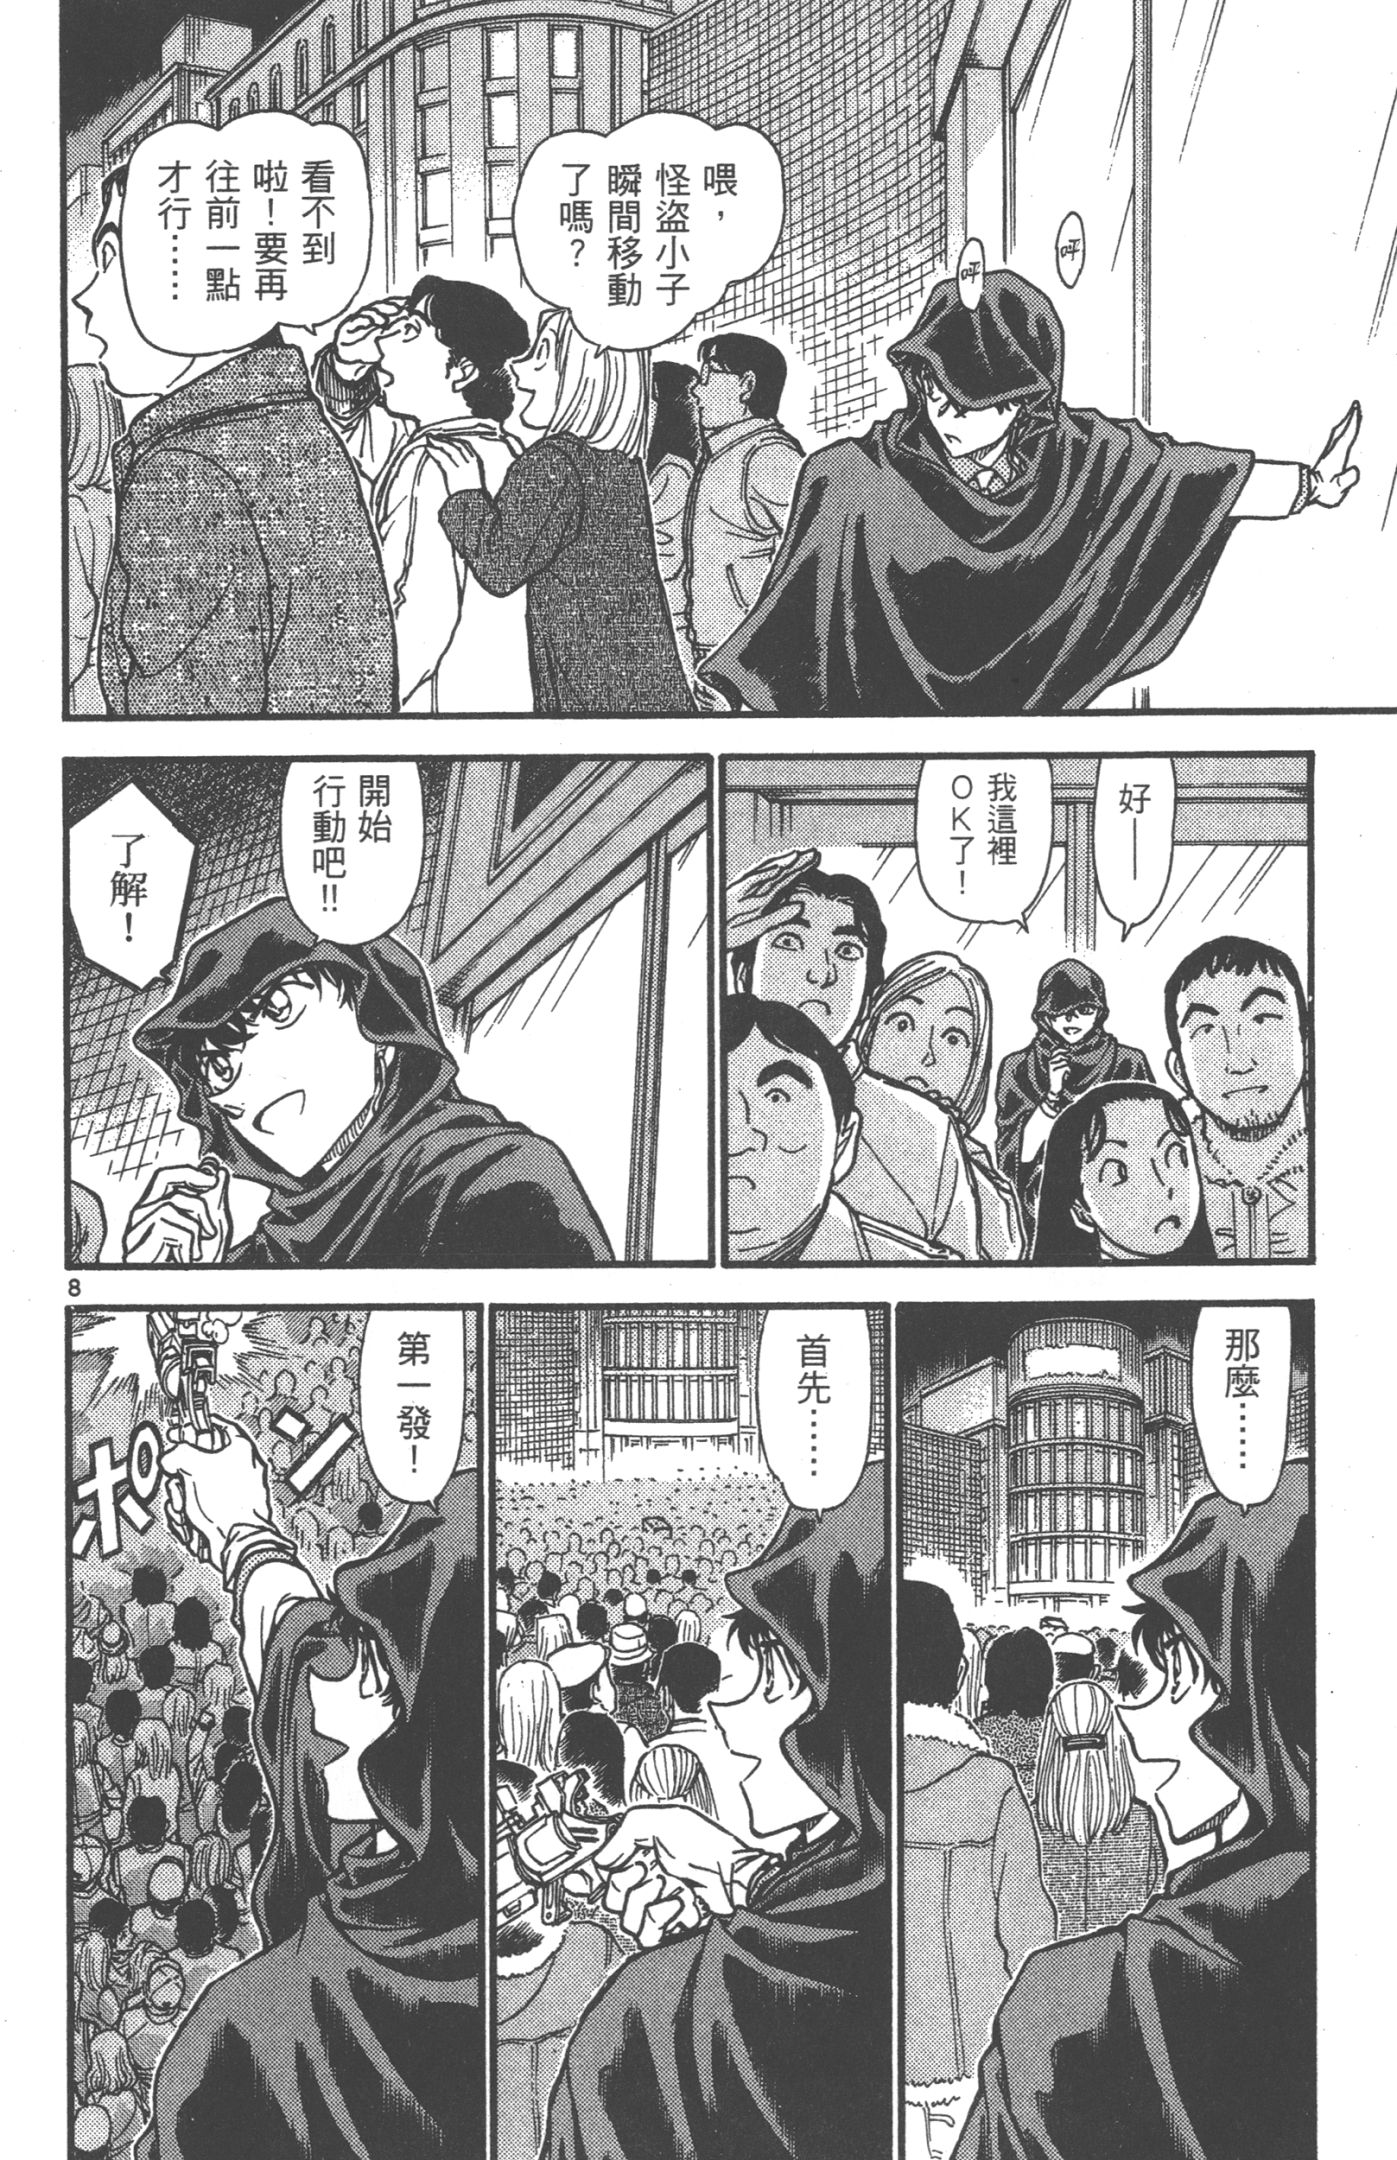 喂，
怪盜小子
瞬間移動
了嗎？
看不到
啦！要再
往前一點
才行……
呼
呼
好——
我這裡
OK了！
開始
行動吧!!
了解！
8
那麼……
首先……
第一發！
ポン